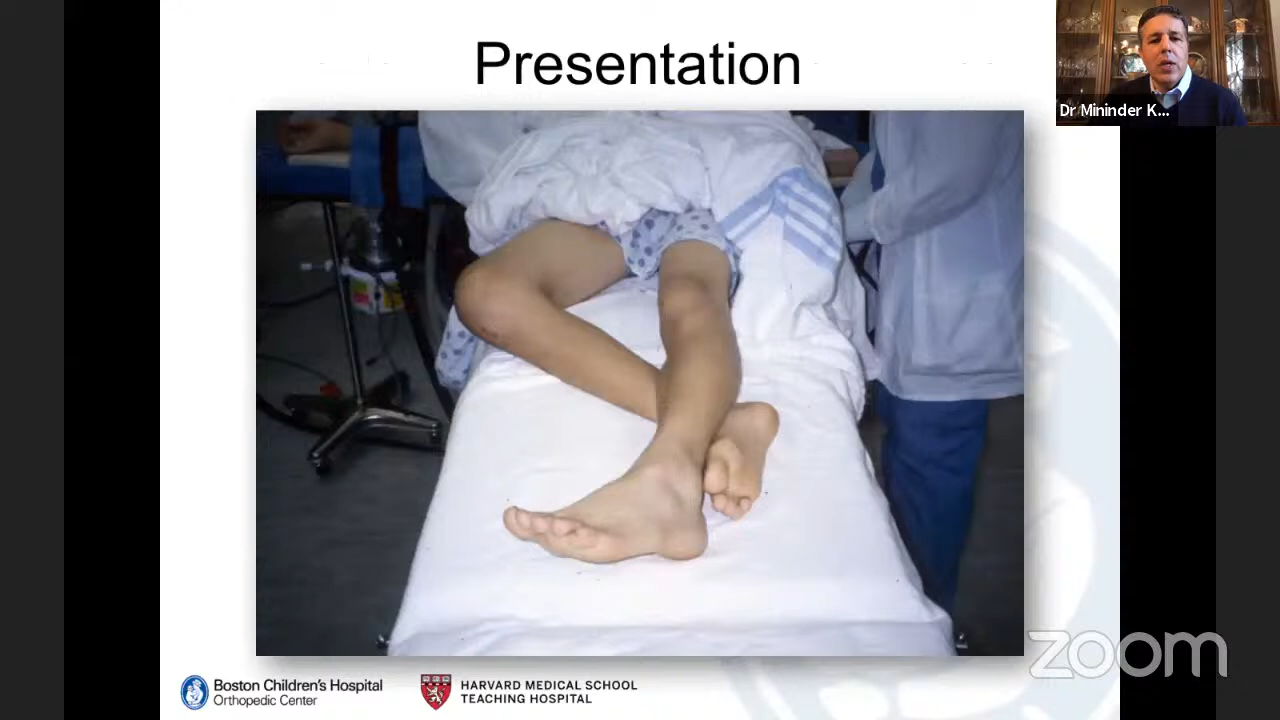 Presentation
Dr Mininder K...
Boston Children's Hospital
Orthopedic Center
HARVARD MEDICAL SCHOOL
TEACHING HOSPITAL
zoom